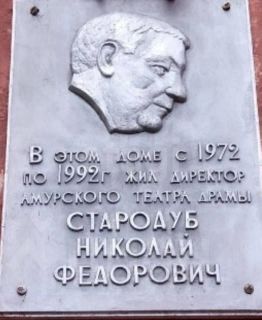 В ЭТОМ ДОМЕ С 1972
ПО 1992г ЖИЛ ДИРЕКТОР
АМУРСКОГО ТЕАТРА ДРАМЫ
СТАРОДУБ
НИКОЛАЙ
ФЕДОРОВИЧ